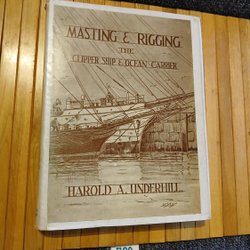 MASTING & RIGGING
THE
CLIPPER SHIP & OCEAN CARRIER
HAROLD A. UNDERHILL